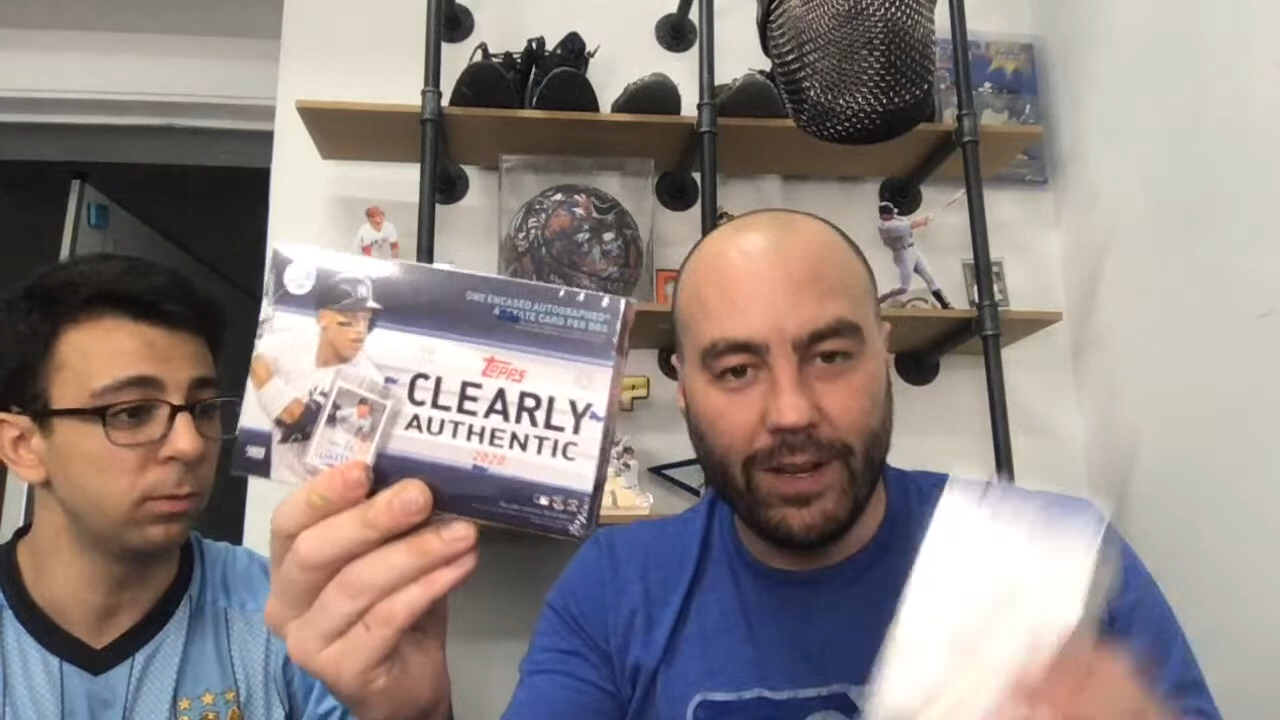 ONE ENCASED AUTOGRAPHED
CARD PER BOX
TOPPS
CLEARLY
AUTHENTIC
2020